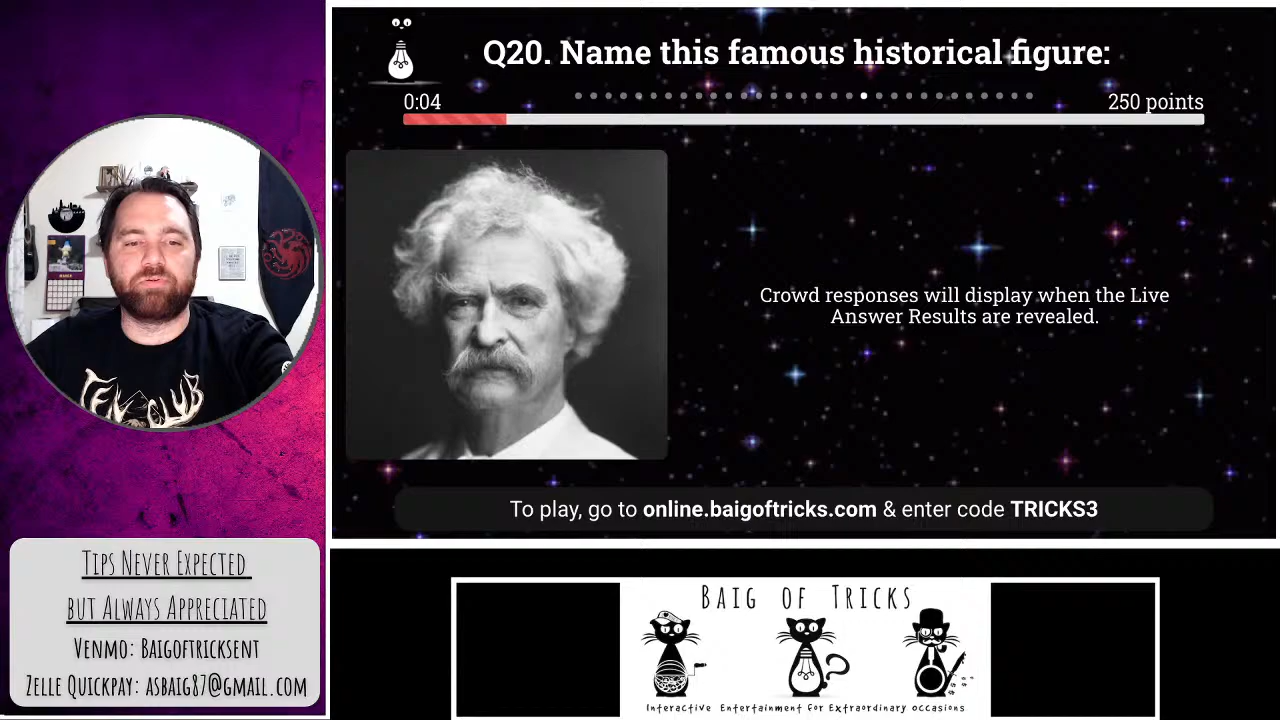 Q20. Name this famous historical figure:
0:04
250 points
Crowd responses will display when the Live
Answer Results are revealed.
To play, go to online.baigoftricks.com & enter code TRICKS3
TEN CLUB
Tips Never Expected
but Always Appreciated
Venmo: Baigoftricksent
Zelle Quickpay: asbaig87@gmail.com
Baig of Tricks
Interactive Entertainment for Extraordinary Occasions